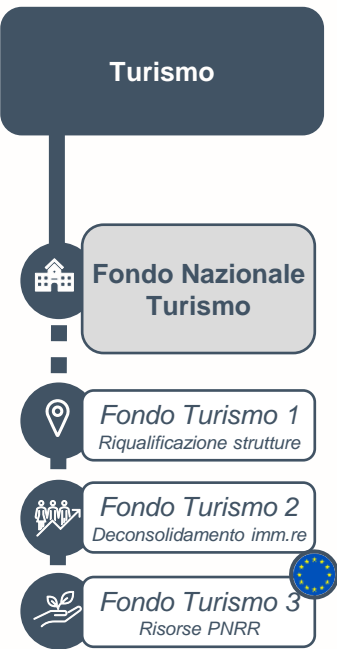 Turismo
Fondo Nazionale
Turismo
Fondo Turismo 1
Riqualificazione strutture
Fondo Turismo 2
Deconsolidamento imm.re
Fondo Turismo 3
Risorse PNRR